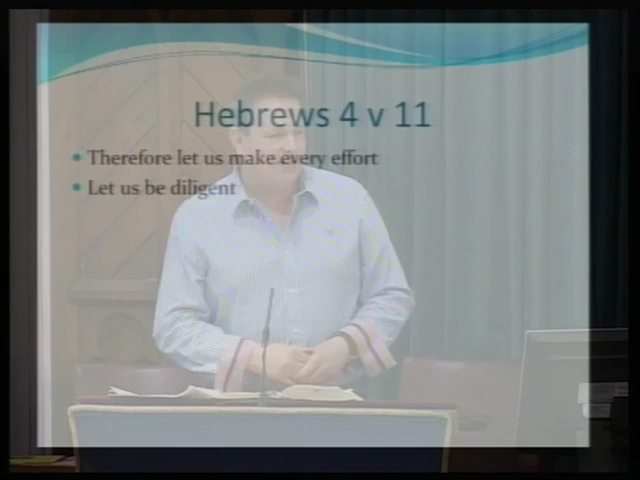 Hebrews 4 v 11
• Therefore let us make every effort
• Let us be diligent